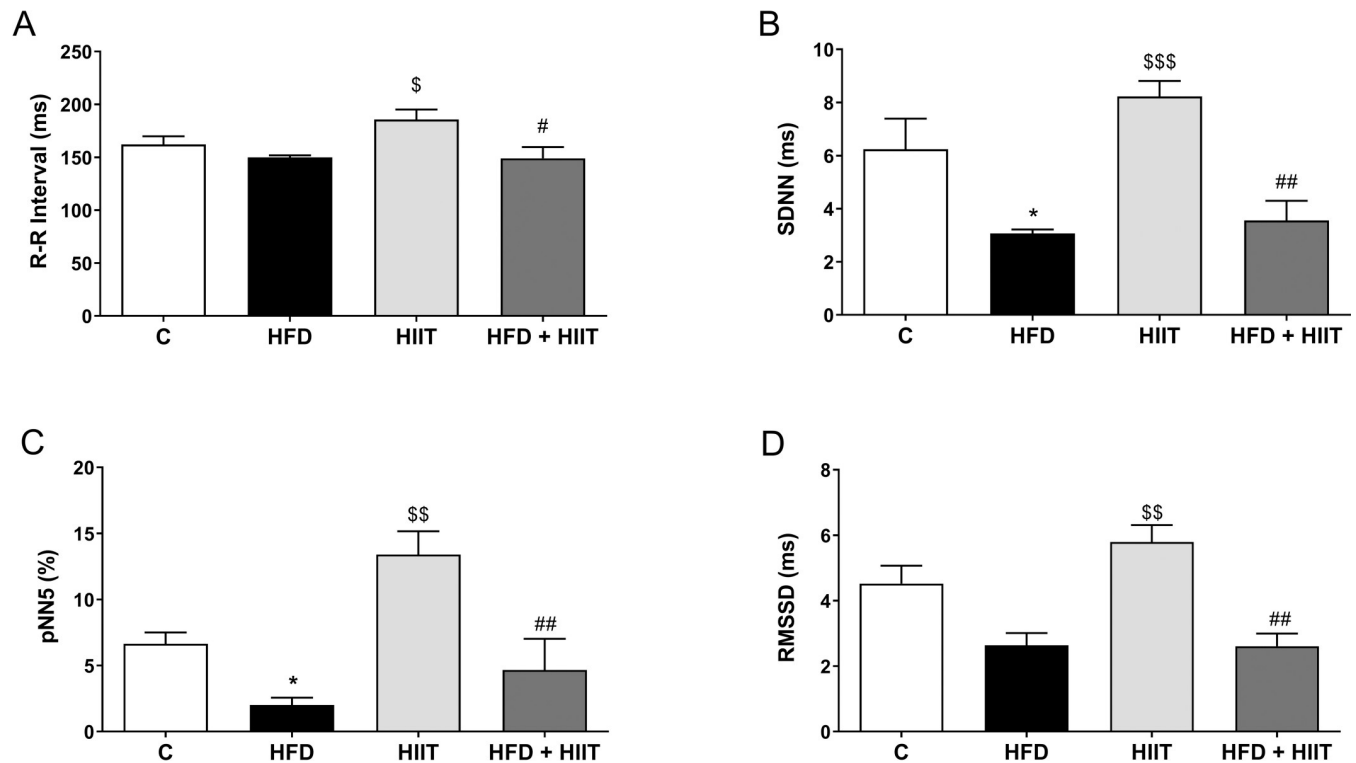 A
R-R Interval (ms)
250
200
150
100
50
0
$
#
C HFD HIIT HFD + HIIT
B
SDNN (ms)
10
8
6
4
2
0
*
$$$
##
C HFD HIIT HFD + HIIT
C
pNN5 (%)
20
15
10
5
0
*
$$
##
C HFD HIIT HFD + HIIT
D
RMSSD (ms)
8
6
4
2
0
$$
##
C HFD HIIT HFD + HIIT